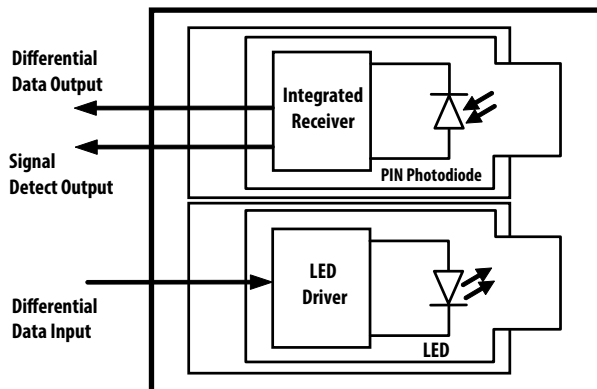 Differential
Data Output
Integrated
Receiver
Signal
Detect Output
PIN Photodiode
LED
Driver
Differential
Data Input
LED